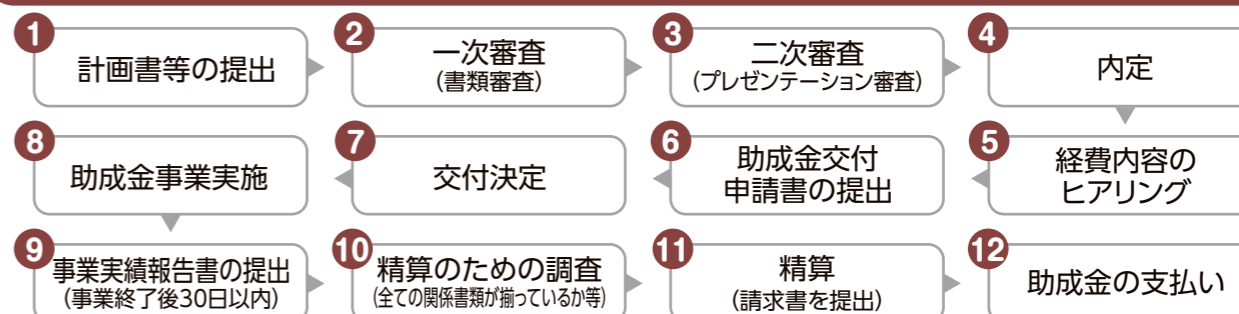 1
計画書等の提出
2
一次審査
(書類審査)
3
二次審査
(プレゼンテーション審査)
4
内定
5
経費内容の
ヒアリング
6
助成金交付
申請書の提出
7
交付決定
8
助成金事業実施
9
事業実績報告書の提出
(事業終了後30日以内)
10
精算のための調査
(全ての関係書類が揃っているか等)
11
精算
(請求書を提出)
12
助成金の支払い